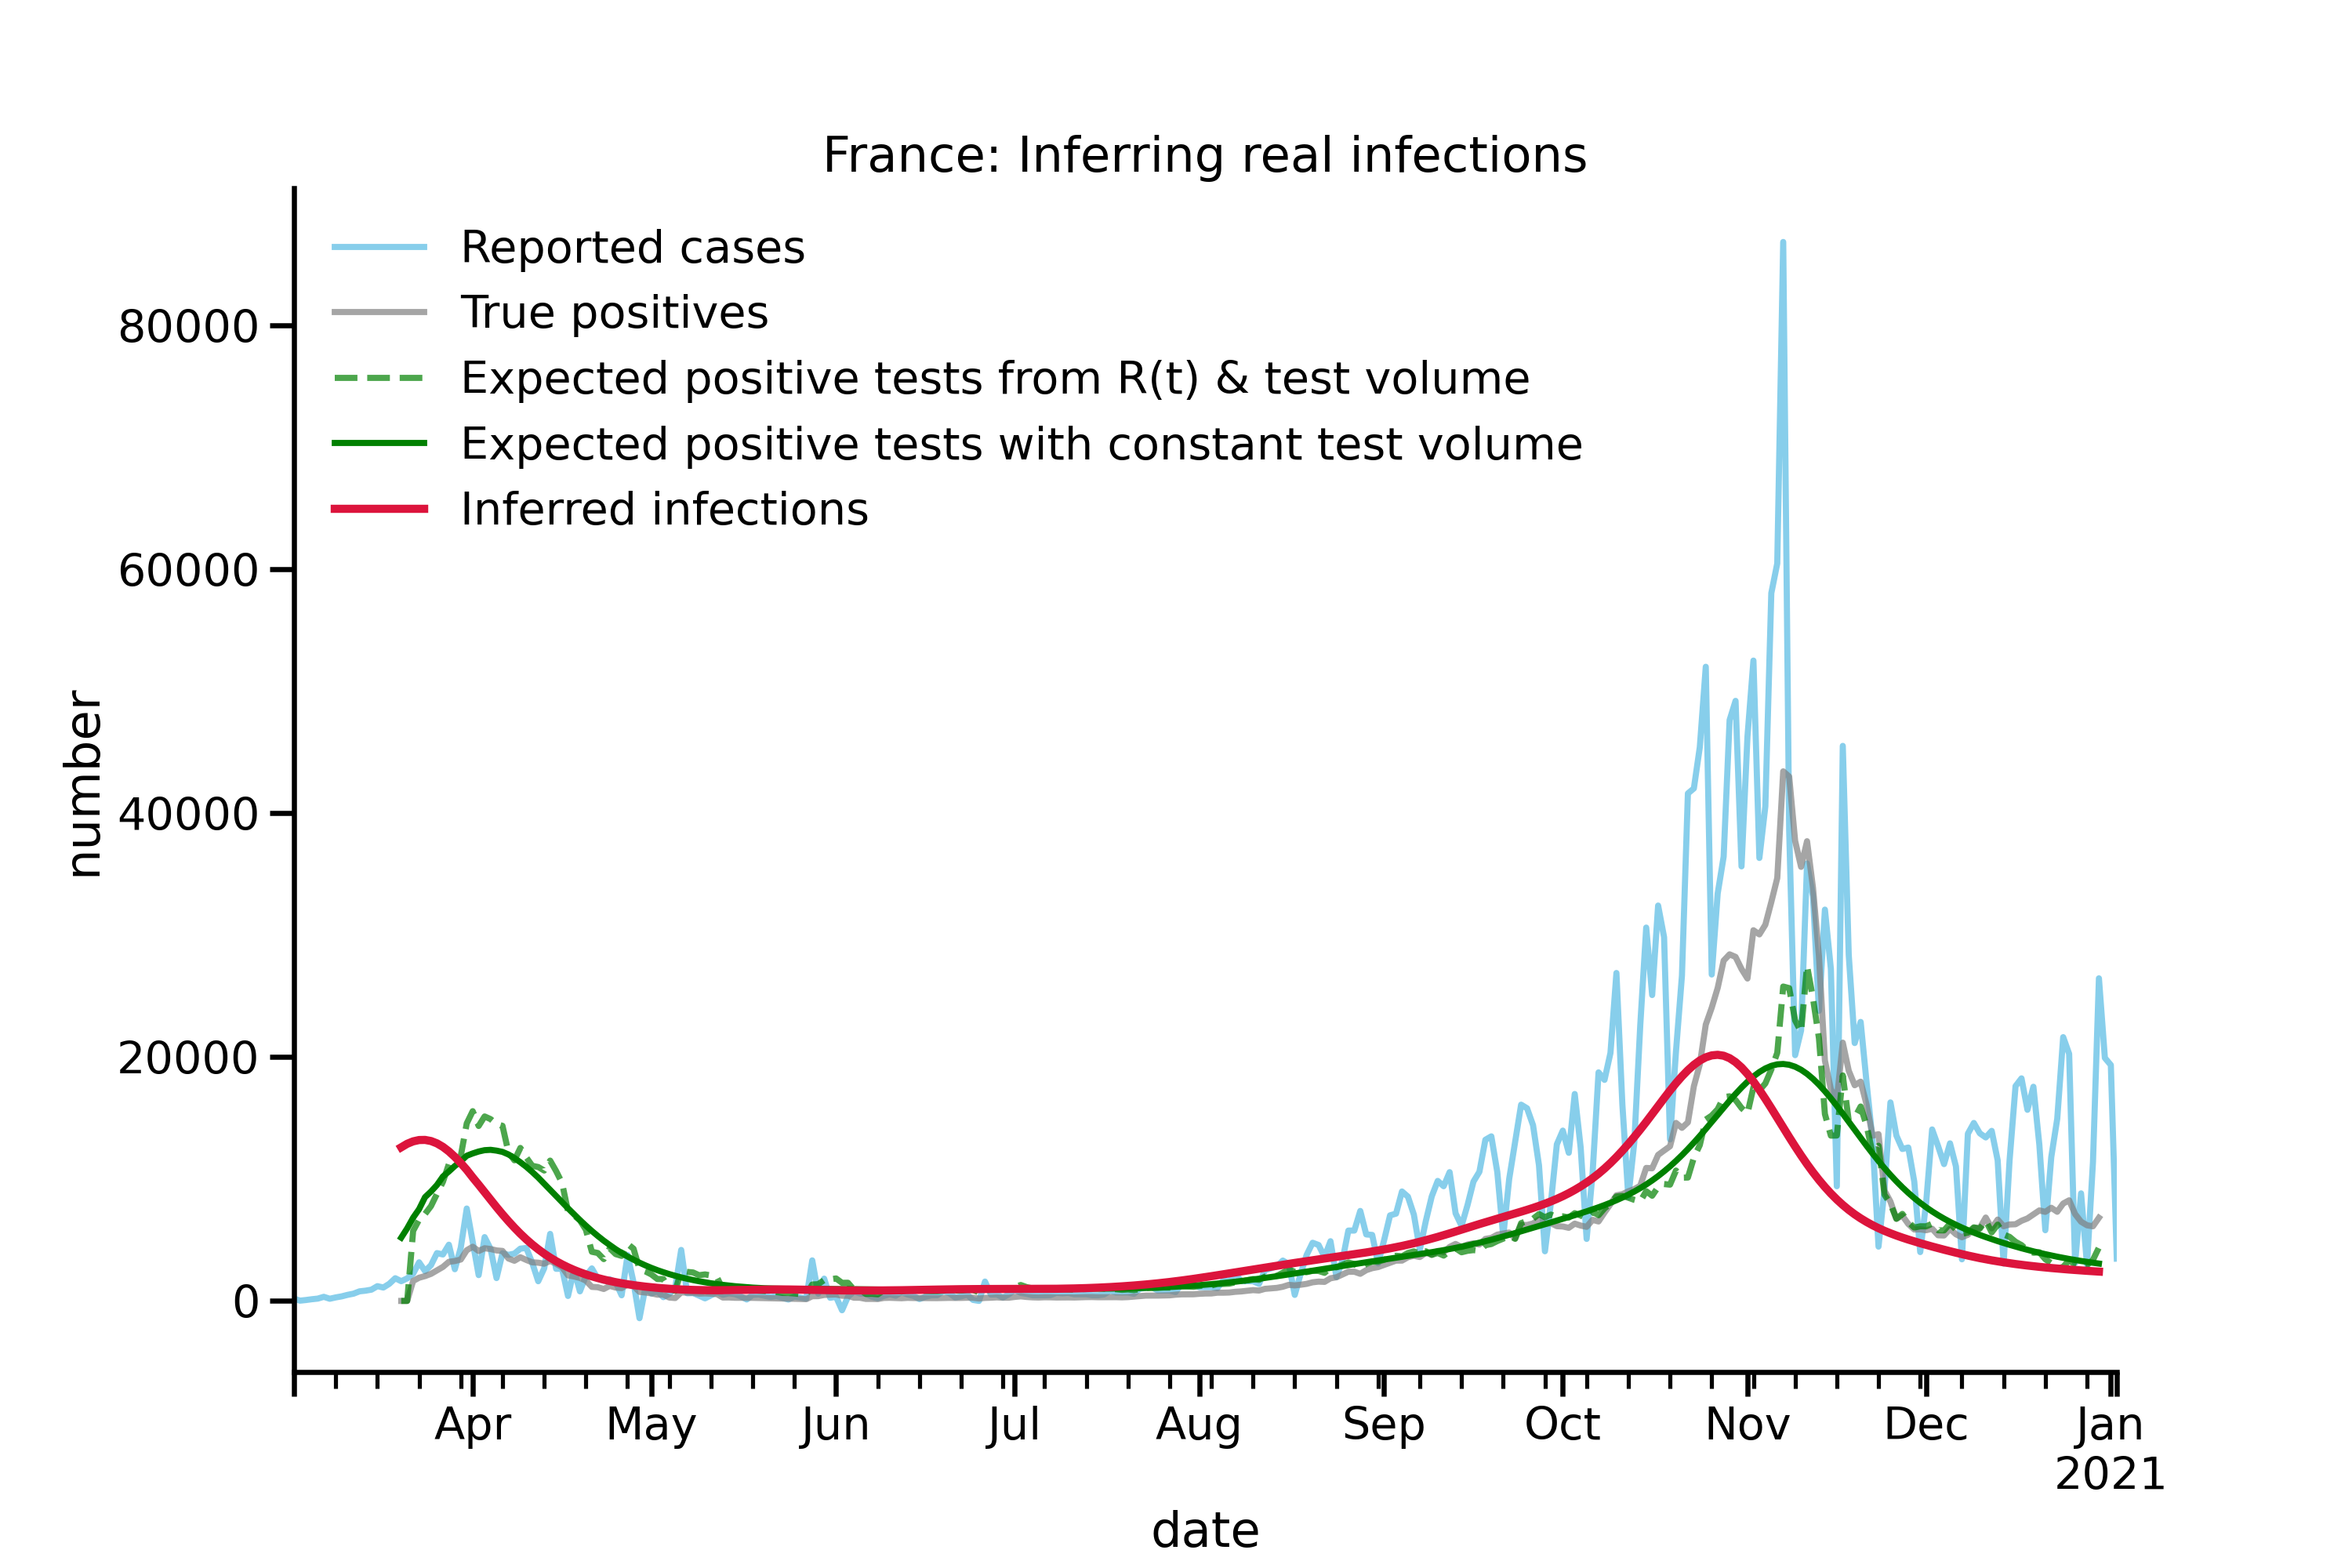 France: Inferring real infections
Reported cases
True positives
Expected positive tests from R(t) & test volume
Expected positive tests with constant test volume
Inferred infections
80000
60000
40000
20000
0
number
Apr May Jun Jul Aug Sep Oct Nov Dec Jan
2021
date